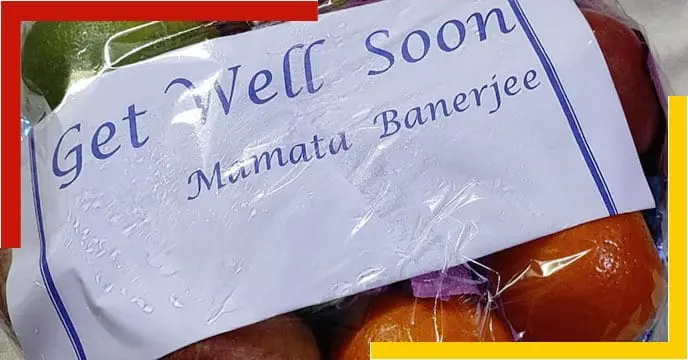 Get Well Soon
Mamata Banerjee